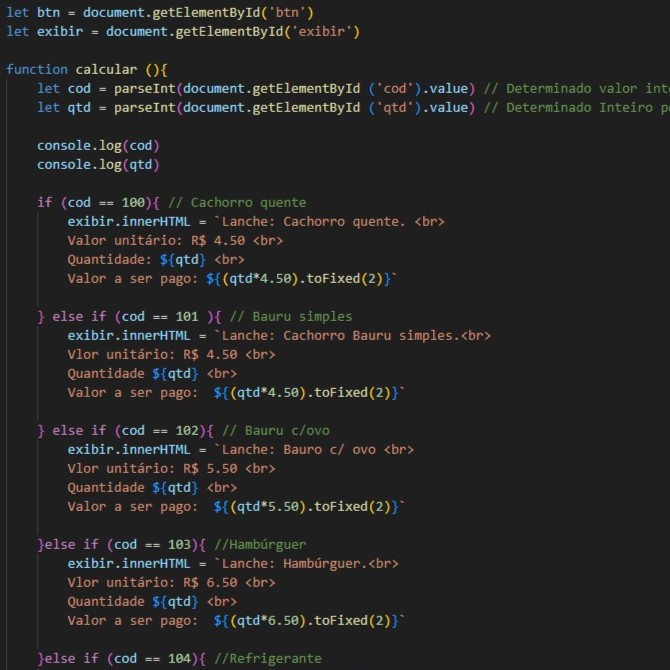 let btn = document.getElementById('btn')
let exibir = document.getElementById('exibir')
function calcular (){
let cod = parseInt(document.getElementById ('cod').value) // Determinado valor inte
let qtd = parseInt(document.getElementById ('qtd').value) // Determinado Inteiro p
console.log(cod)
console.log(qtd)
if (cod == 100){ // Cachorro quente
exibir.innerHTML = `Lanche: Cachorro quente. <br>
Valor unitário: R$ 4.50 <br>
Quantidade: ${qtd} <br>
Valor a ser pago: ${(qtd*4.50).toFixed(2)}`
} else if (cod == 101 ){ // Bauru simples
exibir.innerHTML = `Lanche: Cachorro Bauru simples.<br>
Vlor unitário: R$ 4.50 <br>
Quantidade ${qtd} <br>
Valor a ser pago:  ${(qtd*4.50).toFixed(2)}`
} else if (cod == 102){ // Bauru c/ovo
exibir.innerHTML = `Lanche: Bauro c/ ovo <br>
Vlor unitário: R$ 5.50 <br>
Quantidade ${qtd} <br>
Valor a ser pago:  ${(qtd*5.50).toFixed(2)}`
}else if (cod == 103){ //Hambúrguer
exibir.innerHTML = `Lanche: Hambúrguer.<br>
Vlor unitário: R$ 6.50 <br>
Quantidade ${qtd} <br>
Valor a ser pago:  ${(qtd*6.50).toFixed(2)}`
}else if (cod == 104){ //Refrigerante